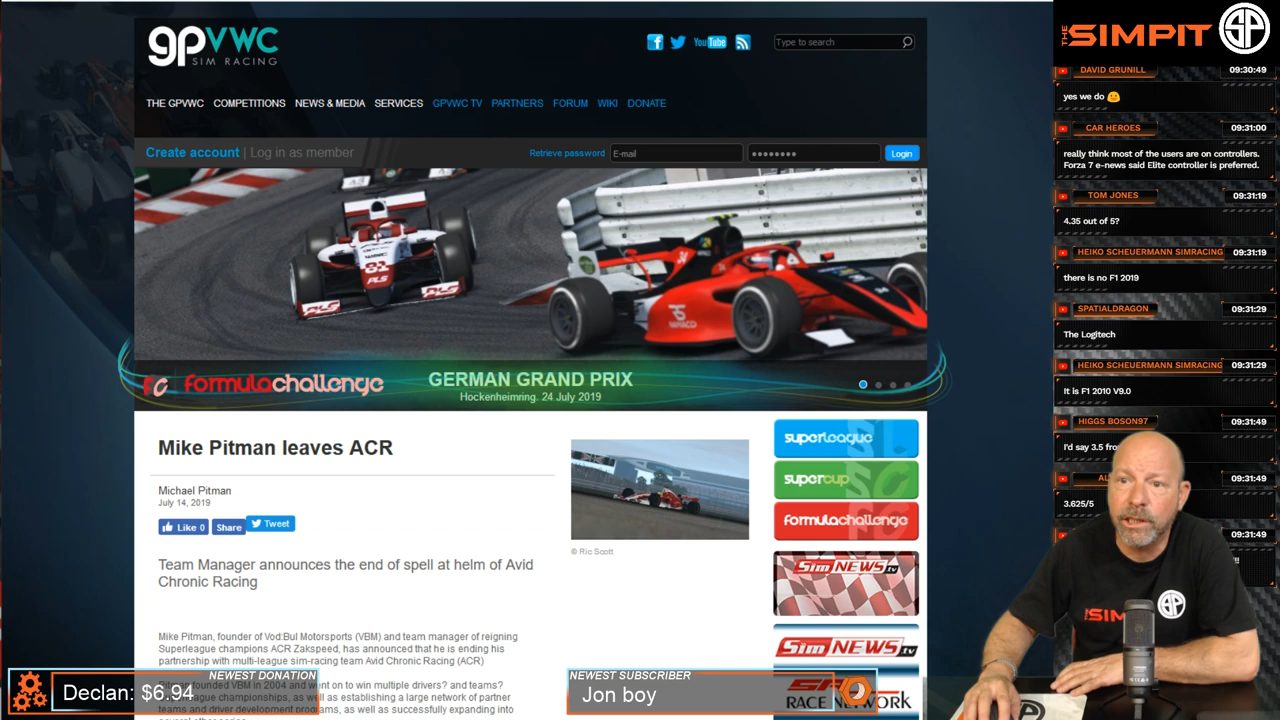 gpVWC
SIM RACING
YouTube
Type to search
THE GPVWC COMPETITIONS NEWS & MEDIA SERVICES GPVWC TV PARTNERS FORUM WIKI DONATE
Create account | Log in as member
Retrieve password E-mail Login
81
PLS
PLS
fc formulachallenge
GERMAN GRAND PRIX
Hockenheimring. 24 July 2019
Mike Pitman leaves ACR
Michael Pitman
July 14, 2019
Like 0 Share Tweet
Team Manager announces the end of spell at helm of Avid
Chronic Racing
Mike Pitman, founder of Vod:Bul Motorsports (VBM) and team manager of reigning
Superleague champions ACR Zakspeed, has announced that he is ending his
partnership with multi-league sim-racing team Avid Chronic Racing (ACR)
founded VBM in 2004 and went on to win multiple drivers? and teams?
league championships, as well as establishing a large network of partner
teams and driver development programs, as well as successfully expanding into
© Ric Scott
superleague
supercup
formulachallenge
SimNEWS.tv
SimNEWS.tv
RACE NETWORK
NEWEST DONATION
Declan: $6.94
NEWEST SUBSCRIBER
Jon boy
THE SIMPIT SP
DAVID GRUNILL 09:30:49
yes we do
CAR HEROES 09:31:00
really think most of the users are on controllers.
Forza 7 e-news said Elite controller is preferred.
TOM JONES 09:31:19
4.35 out of 5?
HEIKO SCHEUERMANN SIMRACING 09:31:19
there is no F1 2019
SPATIALDRAGON 09:31:29
The Logitech
HEIKO SCHEUERMANN SIMRACING 09:31:29
It is F1 2010 V9.0
HIGGS BOSON97 09:31:49
I'd say 3.5
09:31:49
3.625/5
09:31:49
SIM
SP